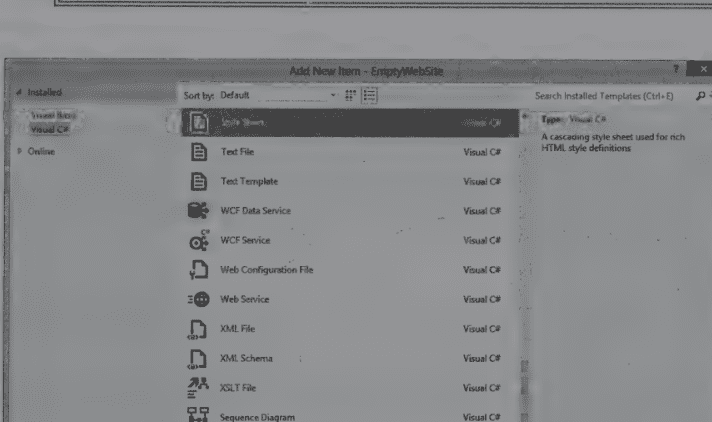 Add New Item - EmptyWebSite
?
×
Installed
Sort by: Default
Search Installed Templates (Ctrl+E)
Visual Basic
Visual C#
Online
Style Sheet Visual C#
Text File Visual C#
Text Template Visual C#
WCF Data Service Visual C#
C#
WCF Service Visual C#
Web Configuration File Visual C#
Web Service Visual C#
XML File Visual C#
XML Schema Visual C#
XSLT File Visual C#
Sequence Diagram Visual C#
Type: Visual C#
A cascading style sheet used for rich
HTML style definitions